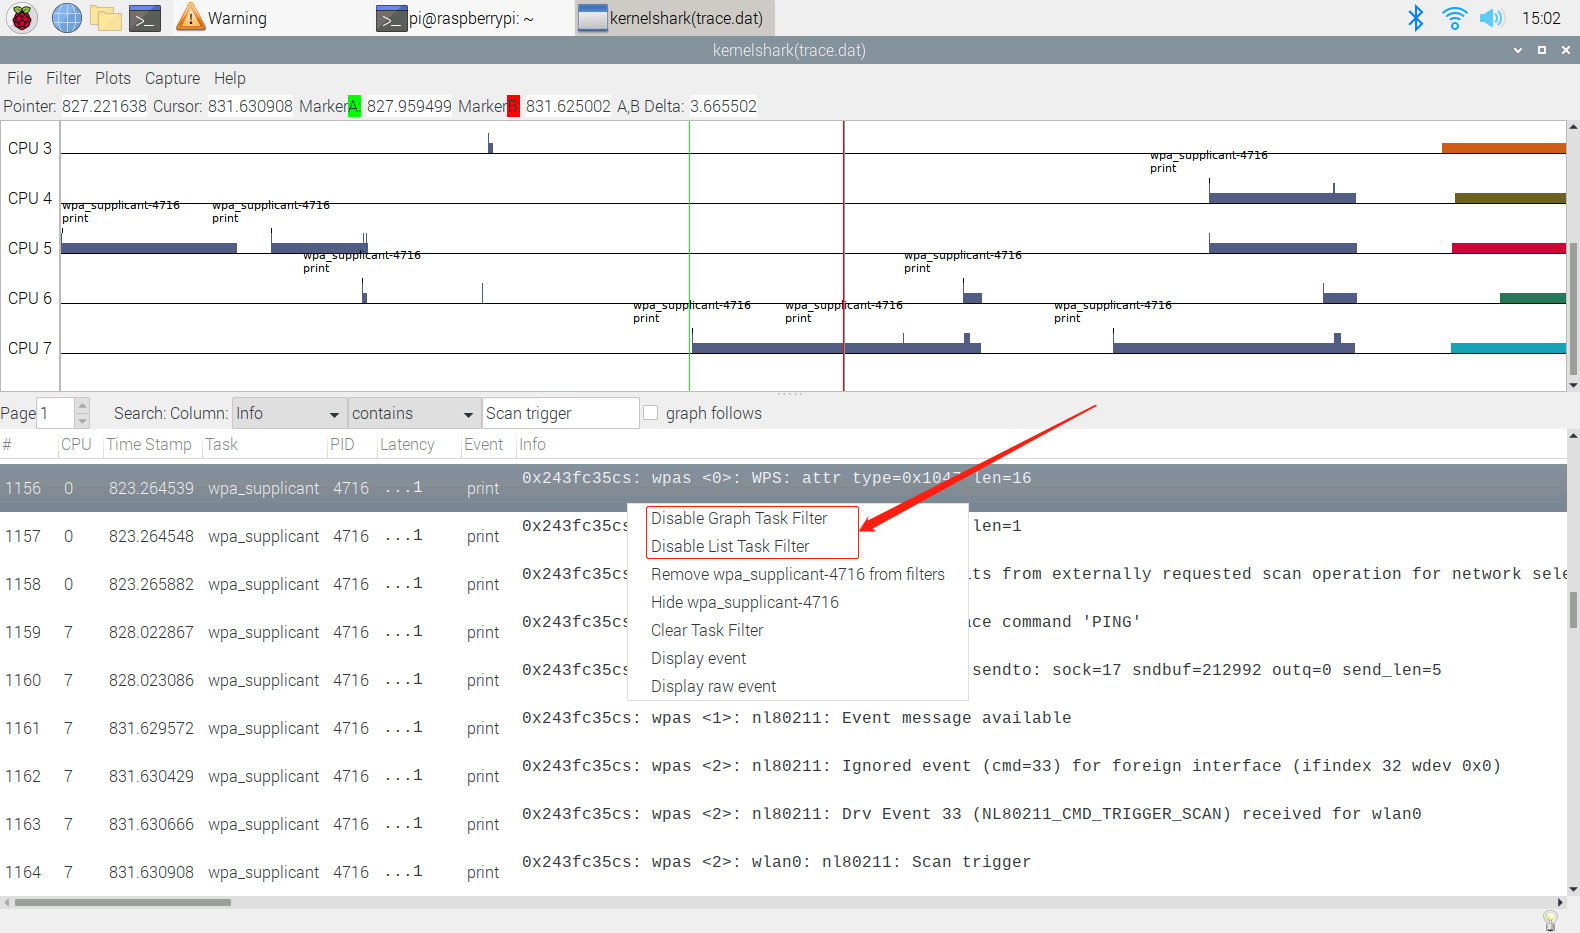 Warning
pi@raspberrypi: ~
kernelshark(trace.dat)
15:02
kernelshark(trace.dat)
File Filter Plots Capture Help
Pointer: 827.221638 Cursor: 831.630908 MarkerA: 827.959499 MarkerB: 831.625002 A,B Delta: 3.665502
CPU 3
wpa_supplicant-4716
print
CPU 4
wpa_supplicant-4716 wpa_supplicant-4716
print print
CPU 5
wpa_supplicant-4716 wpa_supplicant-4716
print print
CPU 6
wpa_supplicant-4716 wpa_supplicant-4716 wpa_supplicant-4716
print print print
CPU 7
Page 1 Search: Column: Info contains Scan trigger graph follows
# CPU Time Stamp Task PID Latency Event Info
1156 0 823.264539 wpa_supplicant 4716 ...1 print 0x243fc35cs: wpas <0>: WPS: attr type=0x1047 len=16
1157 0 823.264548 wpa_supplicant 4716 ...1 print 0x243fc35cs len=1
1158 0 823.265882 wpa_supplicant 4716 ...1 print 0x243fc35cs lts from externally requested scan operation for network sele
1159 7 828.022867 wpa_supplicant 4716 ...1 print 0x243fc35cs ace command 'PING'
1160 7 828.023086 wpa_supplicant 4716 ...1 print 0x243fc35cs sendto: sock=17 sndbuf=212992 outq=0 send_len=5
1161 7 831.629572 wpa_supplicant 4716 ...1 print 0x243fc35cs: wpas <1>: nl80211: Event message available
1162 7 831.630429 wpa_supplicant 4716 ...1 print 0x243fc35cs: wpas <2>: nl80211: Ignored event (cmd=33) for foreign interface (ifindex 32 wdev 0x0)
1163 7 831.630666 wpa_supplicant 4716 ...1 print 0x243fc35cs: wpas <2>: nl80211: Drv Event 33 (NL80211_CMD_TRIGGER_SCAN) received for wlan0
1164 7 831.630908 wpa_supplicant 4716 ...1 print 0x243fc35cs: wpas <2>: wlan0: nl80211: Scan trigger
Disable Graph Task Filter
Disable List Task Filter
Remove wpa_supplicant-4716 from filters
Hide wpa_supplicant-4716
Clear Task Filter
Display event
Display raw event